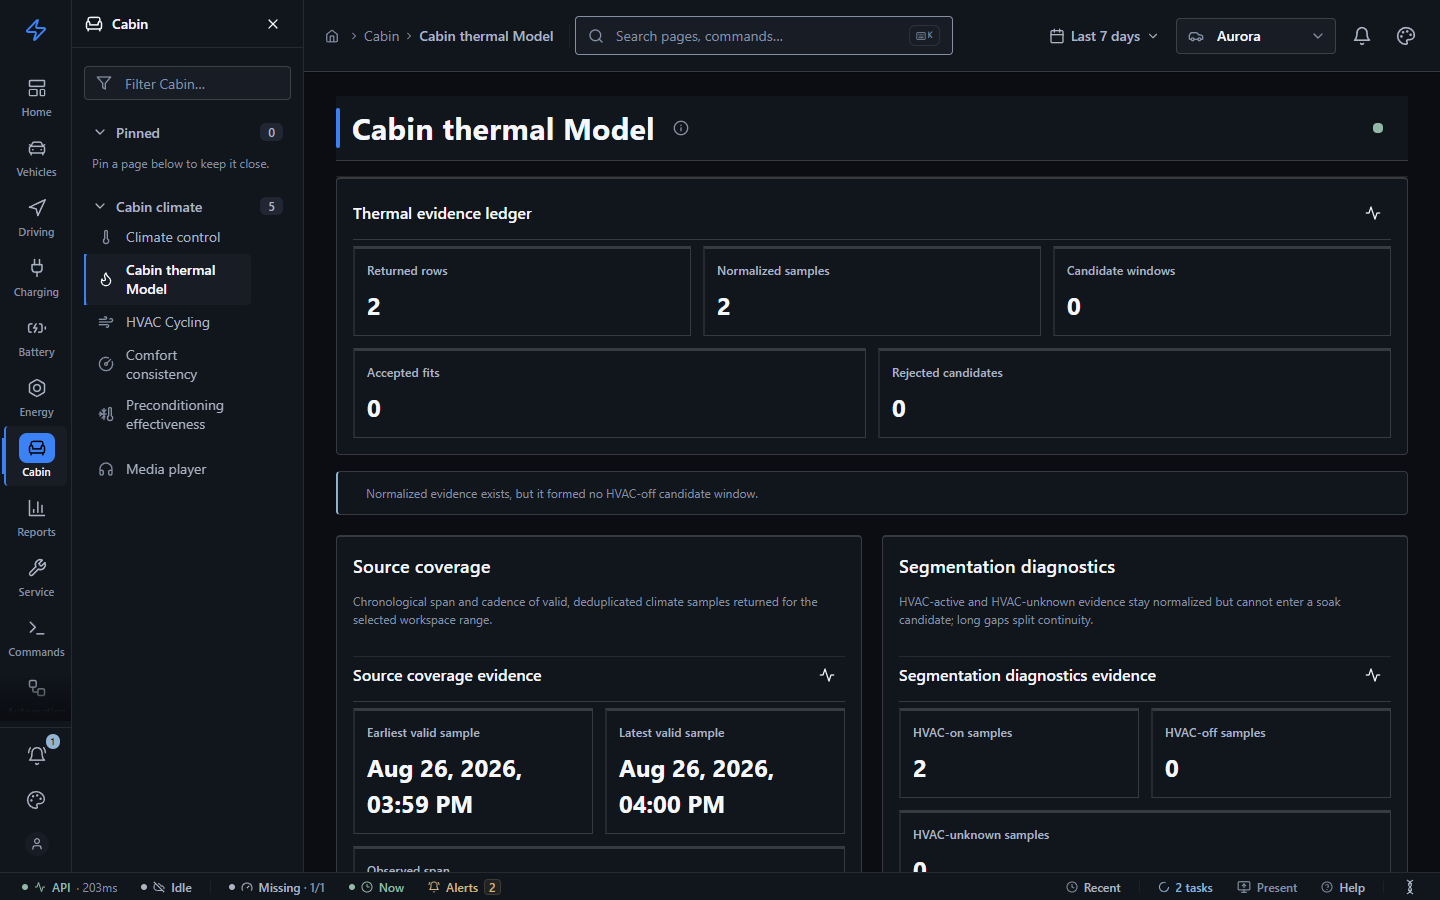 Cabin
Cabin
Cabin thermal Model
Search pages, commands...
K
Last 7 days
Aurora
Filter Cabin...
Home
Vehicles
Driving
Charging
Battery
Energy
Cabin
Reports
Service
Commands
1
Pinned
0
Pin a page below to keep it close.
Cabin climate
5
Climate control
Cabin thermal
Model
HVAC Cycling
Comfort
consistency
Preconditioning
effectiveness
Media player
Cabin thermal Model
Thermal evidence ledger
Returned rows
2
Normalized samples
2
Candidate windows
0
Accepted fits
0
Rejected candidates
0
Normalized evidence exists, but it formed no HVAC-off candidate window.
Source coverage
Chronological span and cadence of valid, deduplicated climate samples returned for the
selected workspace range.
Source coverage evidence
Earliest valid sample
Aug 26, 2026,
03:59 PM
Latest valid sample
Aug 26, 2026,
04:00 PM
Observed span
Segmentation diagnostics
HVAC-active and HVAC-unknown evidence stay normalized but cannot enter a soak
candidate; long gaps split continuity.
Segmentation diagnostics evidence
HVAC-on samples
2
HVAC-off samples
0
HVAC-unknown samples
0
API · 203ms
Idle
Missing · 1/1
Now
Alerts 2
Recent
2 tasks
Present
Help